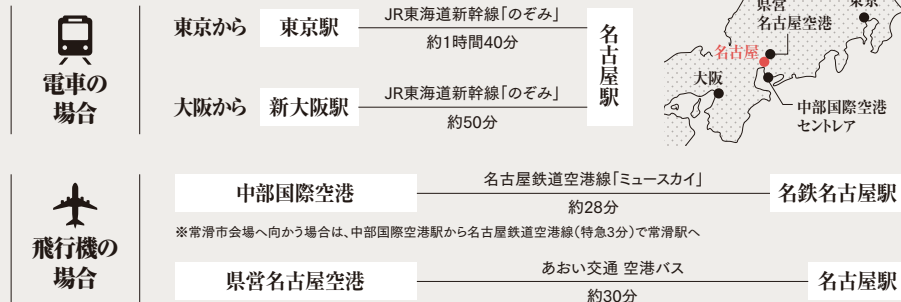 電車の
場合
東京から 東京駅 JR東海道新幹線「のぞみ」 約1時間40分 名古屋駅
大阪から 新大阪駅 JR東海道新幹線「のぞみ」 約50分
県営
名古屋空港
東京
名古屋
大阪
中部国際空港
セントレア
飛行機の
場合
中部国際空港 名古屋鉄道空港線「ミュースカイ」 約28分 名鉄名古屋駅
※常滑市会場へ向かう場合は、中部国際空港駅から名古屋鉄道空港線(特急3分)で常滑駅へ
県営名古屋空港 あおい交通 空港バス 約30分 名古屋駅